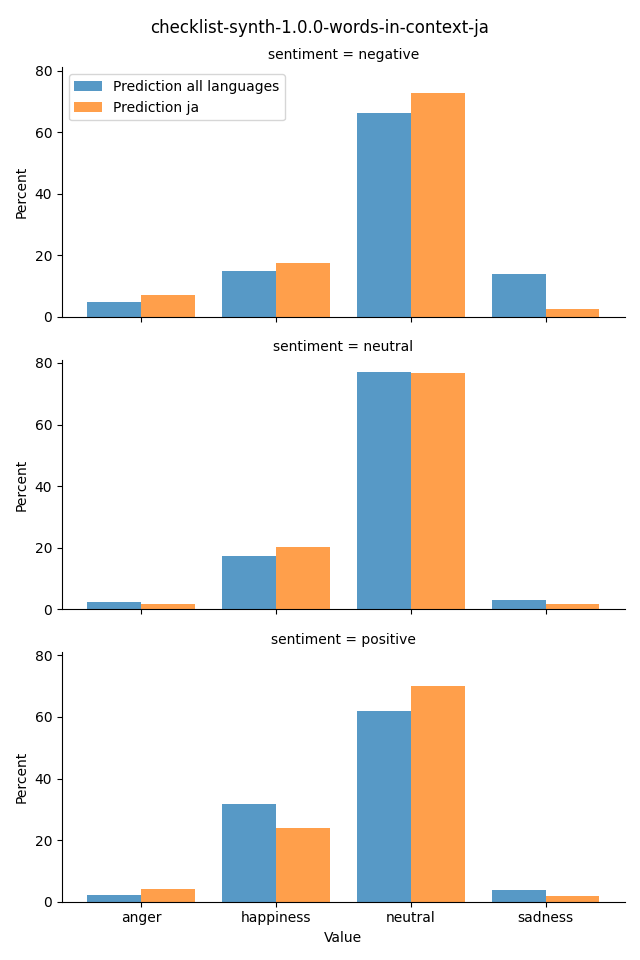 checklist-synth-1.0.0-words-in-context-ja
sentiment = negative
80
60
40
20
0
Percent
Prediction all languages
Prediction ja
sentiment = neutral
80
60
40
20
0
Percent
sentiment = positive
80
60
40
20
0
Percent
anger happiness neutral sadness
Value